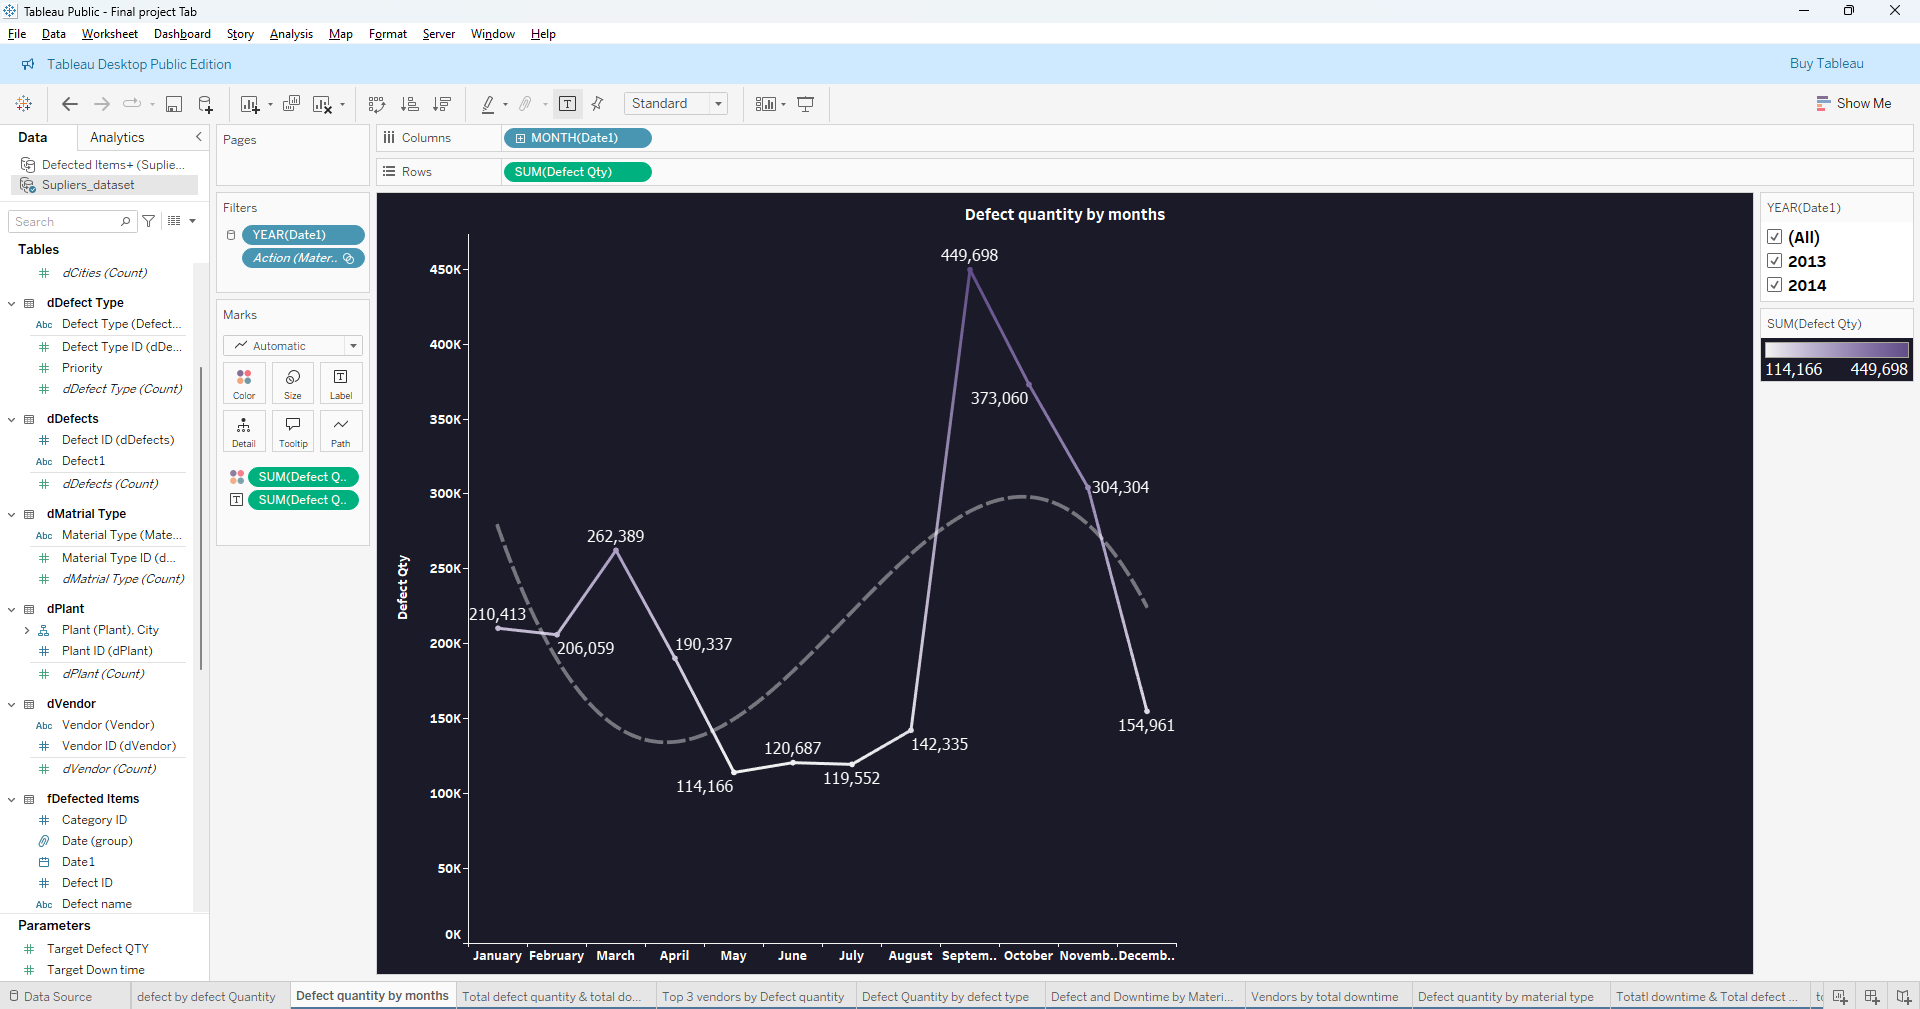 Tableau Public - Final project Tab
File Data Worksheet Dashboard Story Analysis Map Format Server Window Help
Tableau Desktop Public Edition
Buy Tableau
Standard
Show Me
Data Analytics
Defected Items+ (Suplie...
Supliers_dataset
Search
Tables
dCities (Count)
dDefect Type
Abc Defect Type (Defect...
Defect Type ID (dDe...
Priority
dDefect Type (Count)
dDefects
Defect ID (dDefects)
Abc Defect1
dDefects (Count)
dMatrial Type
Abc Material Type (Mate...
Material Type ID (d...
dMatrial Type (Count)
dPlant
Plant (Plant), City
Plant ID (dPlant)
dPlant (Count)
dVendor
Abc Vendor (Vendor)
Vendor ID (dVendor)
dVendor (Count)
fDefected Items
Category ID
Date (group)
Date1
Defect ID
Abc Defect name
Parameters
Target Defect QTY
Target Down time
Pages
Filters
YEAR(Date1)
Action (Mater..
Marks
Automatic
Color Size Label
Detail Tooltip Path
SUM(Defect Q..
SUM(Defect Q..
Columns MONTH(Date1)
Rows SUM(Defect Qty)
Defect quantity by months
Defect Qty
450K
400K
350K
300K
250K
200K
150K
100K
50K
0K
210,413
206,059
262,389
190,337
114,166
120,687
119,552
142,335
449,698
373,060
304,304
154,961
January February March April May June July August Septem.. October Novemb.. Decemb..
YEAR(Date1)
(All)
2013
2014
SUM(Defect Qty)
114,166 449,698
Data Source
defect by defect Quantity
Defect quantity by months
Total defect quantity & total do...
Top 3 vendors by Defect quantity
Defect Quantity by defect type
Defect and Downtime by Materi...
Vendors by total downtime
Defect quantity by material type
Totatl downtime & Total defect ...